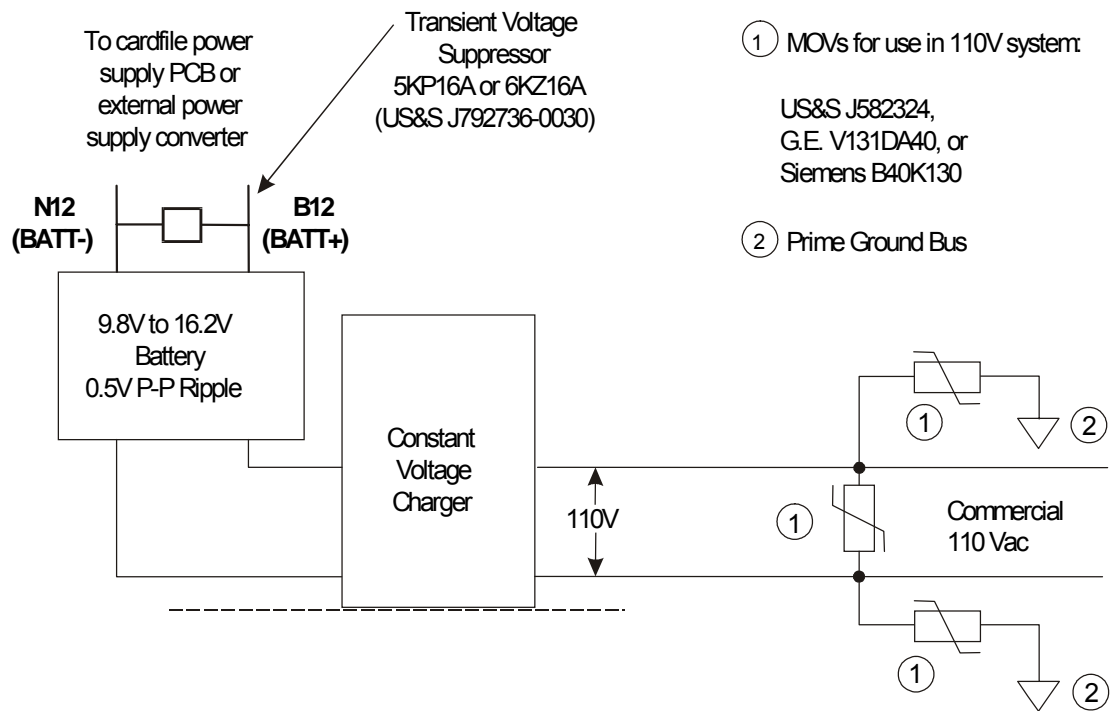 To cardfile power
supply PCB or
external power
supply converter
Transient Voltage
Suppressor
5KP16A or 6KZ16A
(US&S J792736-0030)
1 MOVs for use in 110V system:
US&S J582324,
G.E. V131DA40, or
Siemens B40K130
2 Prime Ground Bus
N12
(BATT-)
B12
(BATT+)
9.8V to 16.2V
Battery
0.5V P-P Ripple
Constant
Voltage
Charger
110V
1
2
1
Commercial
110 Vac
1
2